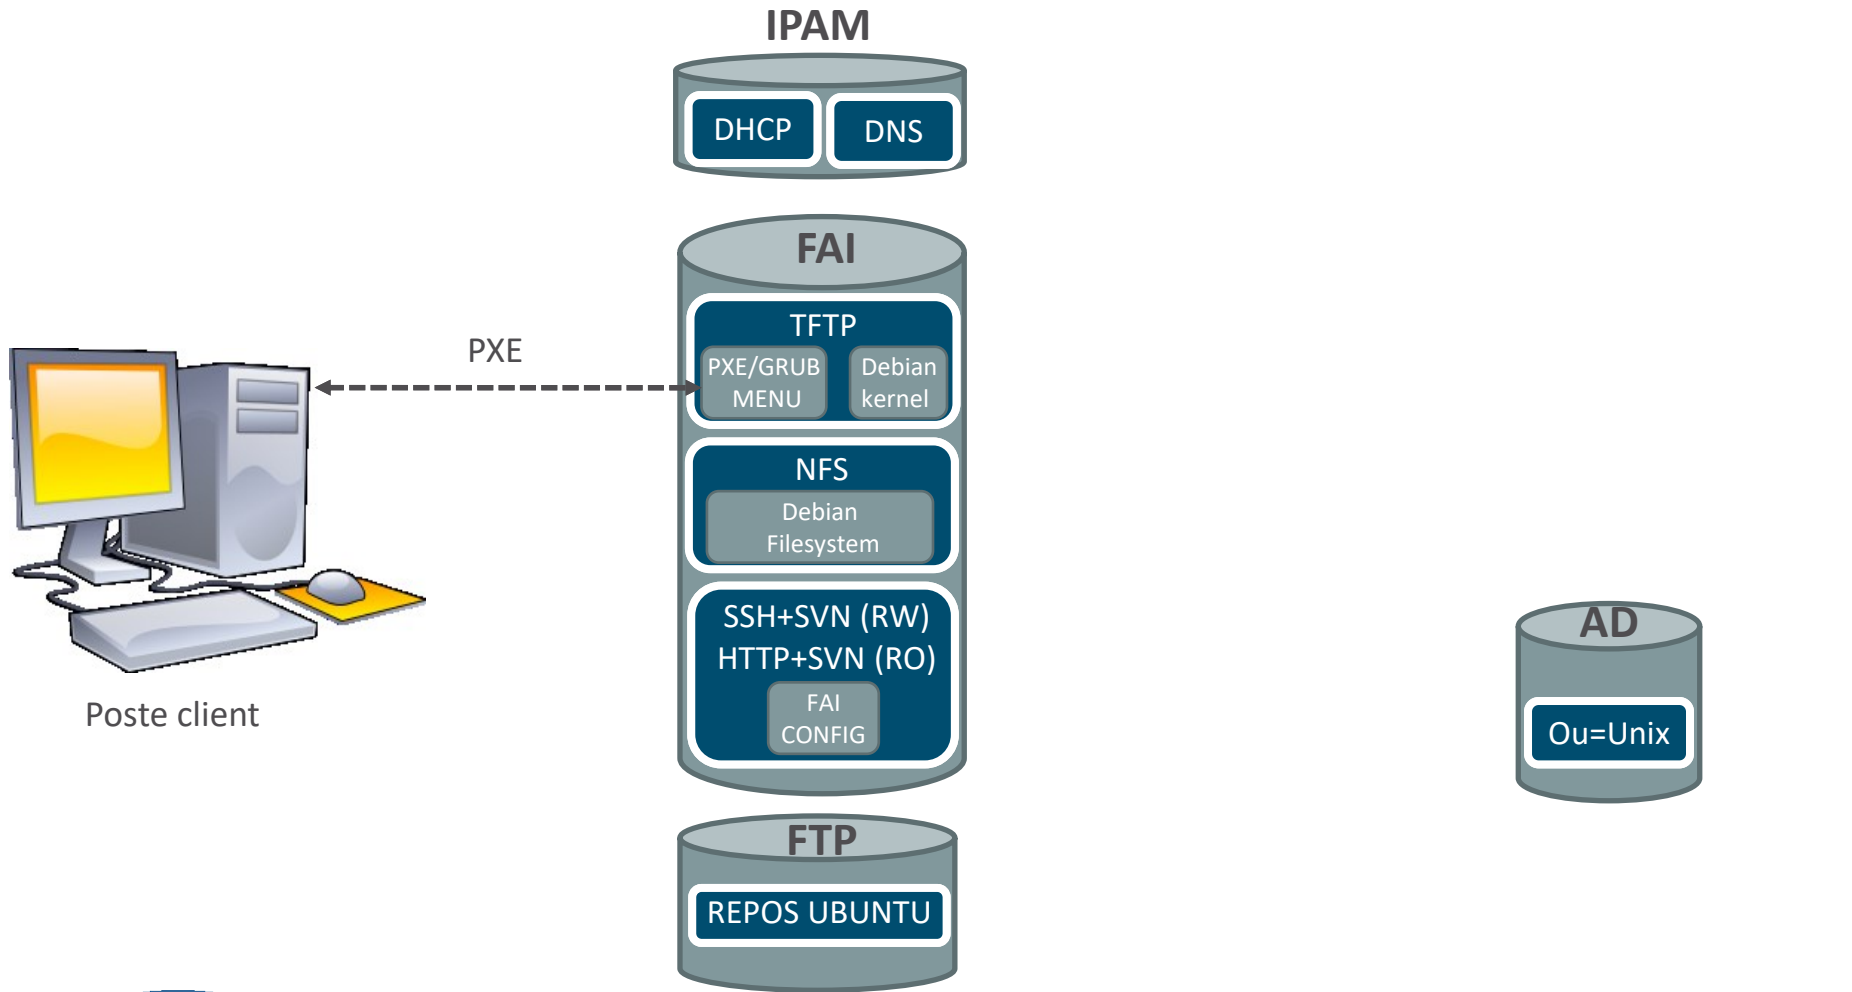 IPAM
DHCP
DNS
FAI
TFTP
PXE/GRUB
MENU
Debian
kernel
PXE
NFS
Debian
Filesystem
SSH+SVN (RW)
HTTP+SVN (RO)
FAI
CONFIG
Poste client
AD
Ou=Unix
FTP
REPOS UBUNTU